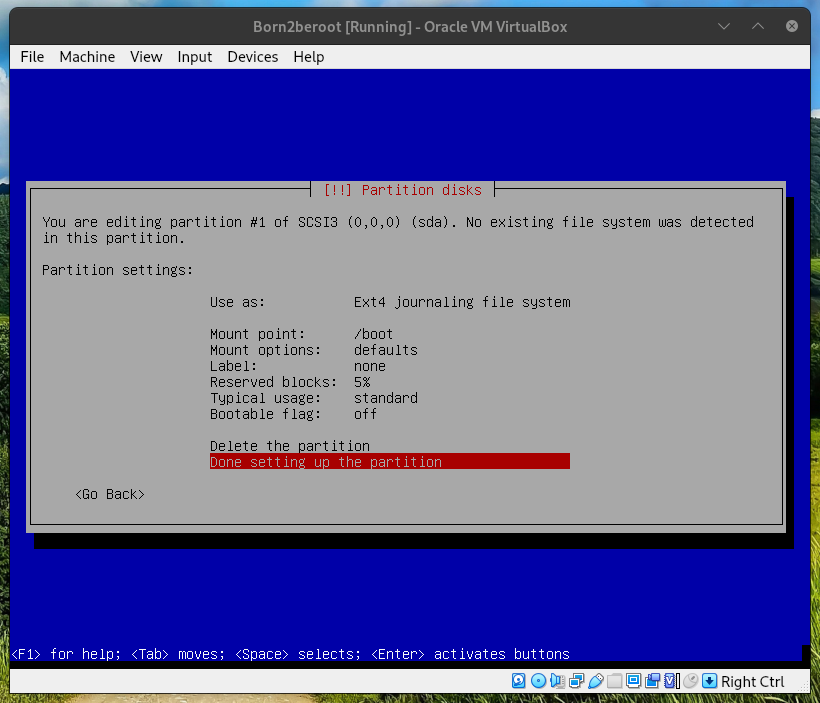 Born2beroot [Running] - Oracle VM VirtualBox
File Machine View Input Devices Help
[!!] Partition disks
You are editing partition #1 of SCSI3 (0,0,0) (sda). No existing file system was detected
in this partition.
Partition settings:
Use as: Ext4 journaling file system
Mount point: /boot
Mount options: defaults
Label: none
Reserved blocks: 5%
Typical usage: standard
Bootable flag: off
Delete the partition
Done setting up the partition
<Go Back>
<F1> for help; <Tab> moves; <Space> selects; <Enter> activates buttons
Right Ctrl